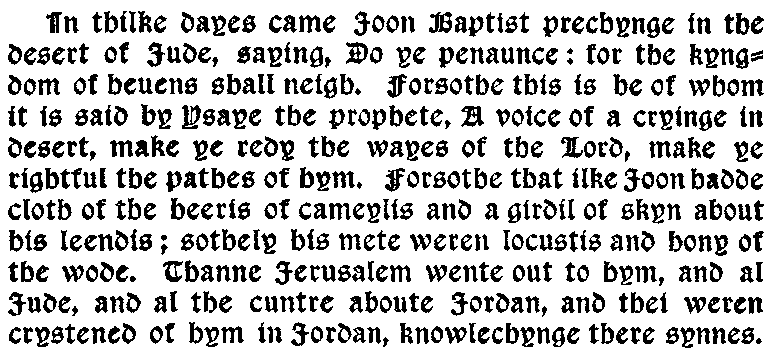 In thilke dayes came Joon Baptist prechynge in the
desert of Jude, saying, Do ye penaunce: for the kyng=
dom of heuens shall neigh. Forsothe this is he of whom
it is said by Ysaye the prophete, A voice of a cryinge in
desert, make ye redy the wayes of the Lord, make ye
rightful the pathes of hym. Forsothe that ilke Joon hadde
cloth of the heeris of cameylis and a girdil of skyn about
his leendis; sothely his mete weren locustis and hony of
the wode. Thanne Jerusalem wente out to hym, and al
Jude, and al the cuntre aboute Jordan, and thei weren
crystened of hym in Jordan, knowlechynge there synnes.